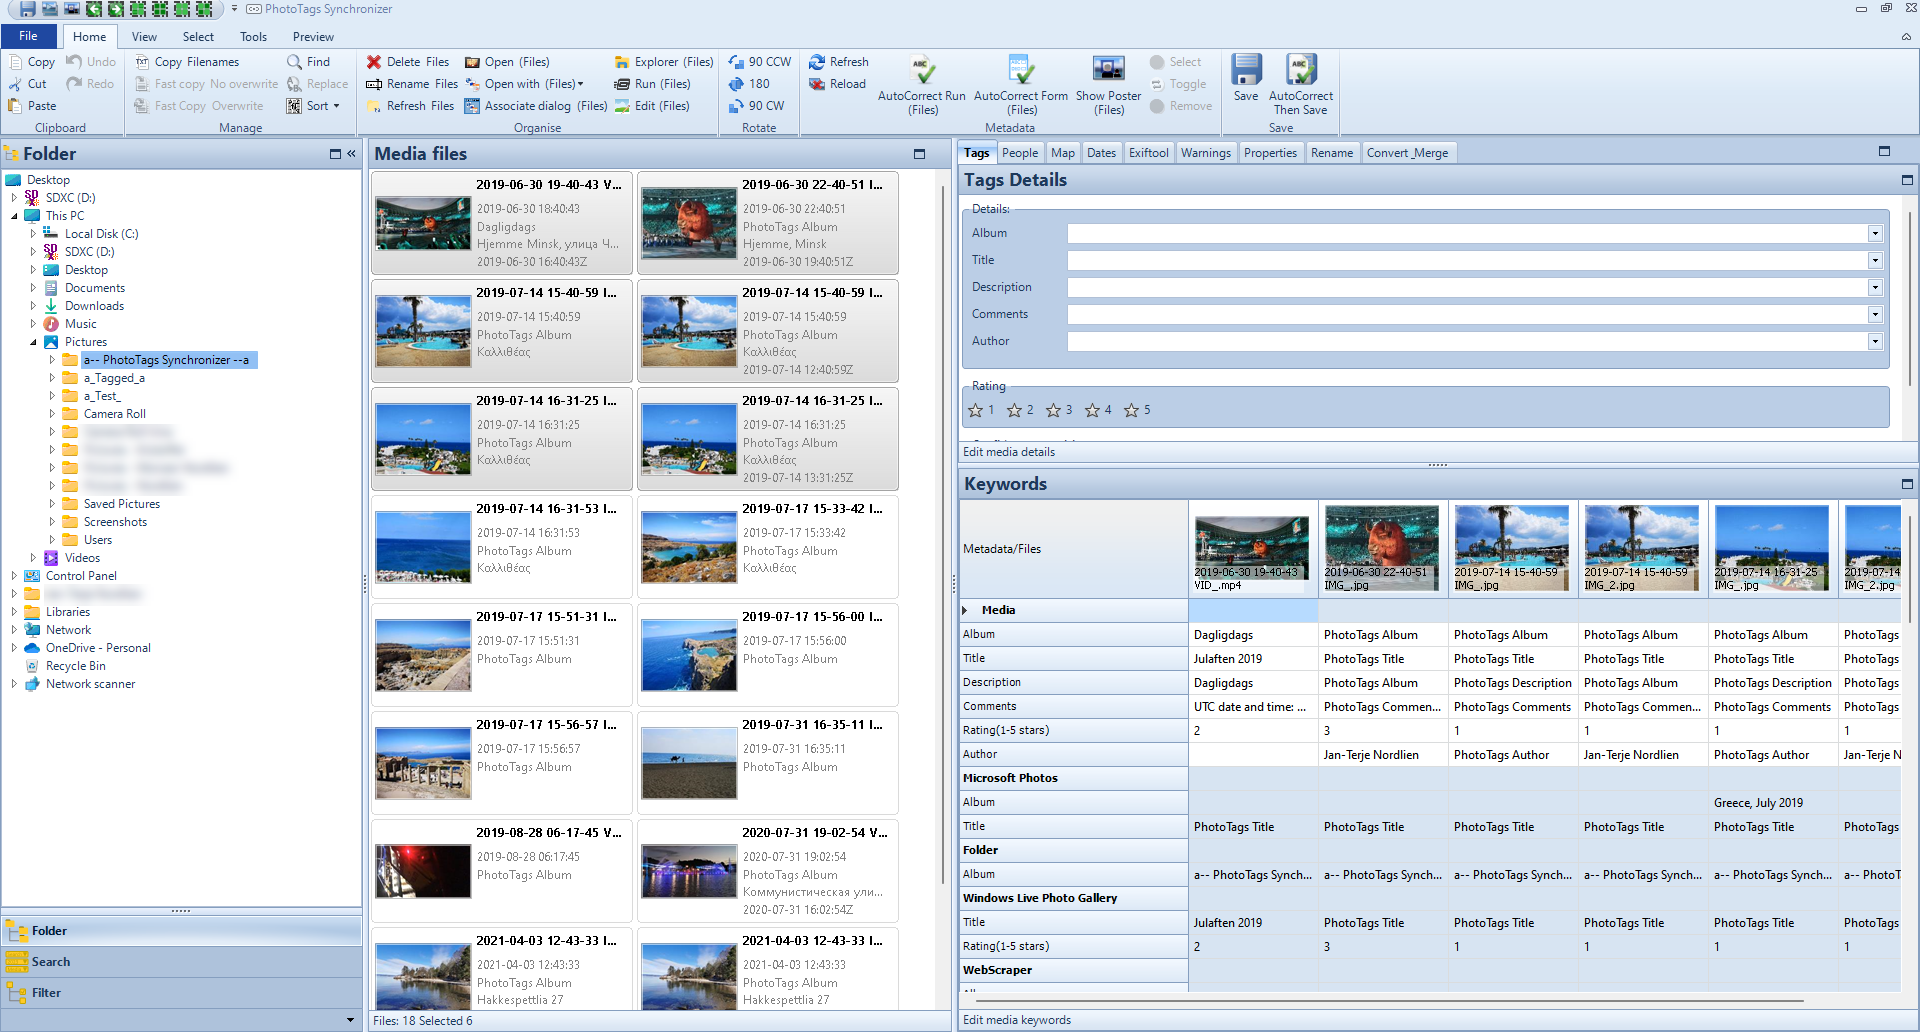 PhotoTags Synchronizer
File Home View Select Tools Preview
Copy Undo
Cut Redo
Paste
Clipboard
Copy Filenames Find
Fast copy No overwrite Replace
Fast Copy Overwrite Sort
Manage
Delete Files Open (Files) Explorer (Files)
Rename Files Open with (Files) Run (Files)
Refresh Files Associate dialog (Files) Edit (Files)
Organise
90 CCW
180
90 CW
Rotate
Refresh
Reload
AutoCorrect Run (Files)
AutoCorrect Form (Files)
Show Poster (Files)
Select
Toggle
Remove
Metadata
Save
AutoCorrect Then Save
Save
Folder
Desktop
SDXC (D:)
This PC
Local Disk (C:)
SDXC (D:)
Desktop
Documents
Downloads
Music
Pictures
a-- PhotoTags Synchronizer --a
a_Tagged_a
a_Test_
Camera Roll
Saved Pictures
Screenshots
Users
Videos
Control Panel
Libraries
Network
OneDrive - Personal
Recycle Bin
Network scanner
Folder
Search
Filter
Media files
2019-06-30 19-40-43 V...
2019-06-30 18:40:43
Dagligdags
Hjemme Minsk, улица Ч...
2019-06-30 16:40:43Z
2019-06-30 22-40-51 I...
2019-06-30 22:40:51
PhotoTags Album
Hjemme, Minsk
2019-06-30 19:40:51Z
2019-07-14 15-40-59 I...
2019-07-14 15:40:59
PhotoTags Album
Καλλιθέας
2019-07-14 15-40-59 I...
2019-07-14 15:40:59
PhotoTags Album
Καλλιθέας
2019-07-14 12:40:59Z
2019-07-14 16-31-25 I...
2019-07-14 16:31:25
PhotoTags Album
Καλλιθέας
2019-07-14 16-31-25 I...
2019-07-14 16:31:25
PhotoTags Album
Καλλιθέας
2019-07-14 13:31:25Z
2019-07-14 16-31-53 I...
2019-07-14 16:31:53
PhotoTags Album
Καλλιθέας
2019-07-17 15-33-42 I...
2019-07-17 15:33:42
PhotoTags Album
Καλλιθέας
2019-07-17 15-51-31 I...
2019-07-17 15:51:31
PhotoTags Album
2019-07-17 15-56-00 I...
2019-07-17 15:56:00
PhotoTags Album
2019-07-17 15-56-57 I...
2019-07-17 15:56:57
PhotoTags Album
2019-07-31 16-35-11 I...
2019-07-31 16:35:11
PhotoTags Album
2019-08-28 06-17-45 V...
2019-08-28 06:17:45
PhotoTags Album
2020-07-31 19-02-54 V...
2020-07-31 19:02:54
PhotoTags Album
Коммунистическая ули...
2020-07-31 16:02:54Z
2021-04-03 12-43-33 I...
2021-04-03 12:43:33
PhotoTags Album
Hakkespettlia 27
2021-04-03 12-43-33 I...
2021-04-03 12:43:33
PhotoTags Album
Hakkespettlia 27
Files: 18 Selected 6
Tags People Map Dates Exiftool Warnings Properties Rename Convert _Merge
Tags Details
Details:
Album
Title
Description
Comments
Author
Rating
1 2 3 4 5
Edit media details
Keywords
Metadata/Files
2019-06-30 19-40-43 VID_.mp4
2019-06-30 22-40-51 IMG_.jpg
2019-07-14 15-40-59 IMG_.jpg
2019-07-14 15-40-59 IMG_2.jpg
2019-07-14 16-31-25 IMG_.jpg
2019-07-14 IMG_2.jpg
Media
Album Dagligdags PhotoTags Album PhotoTags Album PhotoTags Album PhotoTags Album PhotoTags
Title Julaften 2019 PhotoTags Title PhotoTags Title PhotoTags Title PhotoTags Title PhotoTags
Description Dagligdags PhotoTags Album PhotoTags Description PhotoTags Album PhotoTags Description PhotoTags
Comments UTC date and time: ... PhotoTags Commen... PhotoTags Comments PhotoTags Commen... PhotoTags Comments PhotoTags
Rating(1-5 stars) 2 3 1 1 1 1
Author Jan-Terje Nordlien PhotoTags Author Jan-Terje Nordlien PhotoTags Author Jan-Terje N
Microsoft Photos
Album Greece, July 2019
Title PhotoTags Title PhotoTags Title PhotoTags Title PhotoTags Title PhotoTags Title PhotoTags
Folder
Album a-- PhotoTags Synch... a-- PhotoTags Synch... a-- PhotoTags Synch... a-- PhotoTags Synch... a-- PhotoTags Synch... a-- PhotoT
Windows Live Photo Gallery
Title Julaften 2019 PhotoTags Title PhotoTags Title PhotoTags Title PhotoTags Title PhotoTags
Rating(1-5 stars) 2 3 1 1 1 1
WebScraper
Edit media keywords